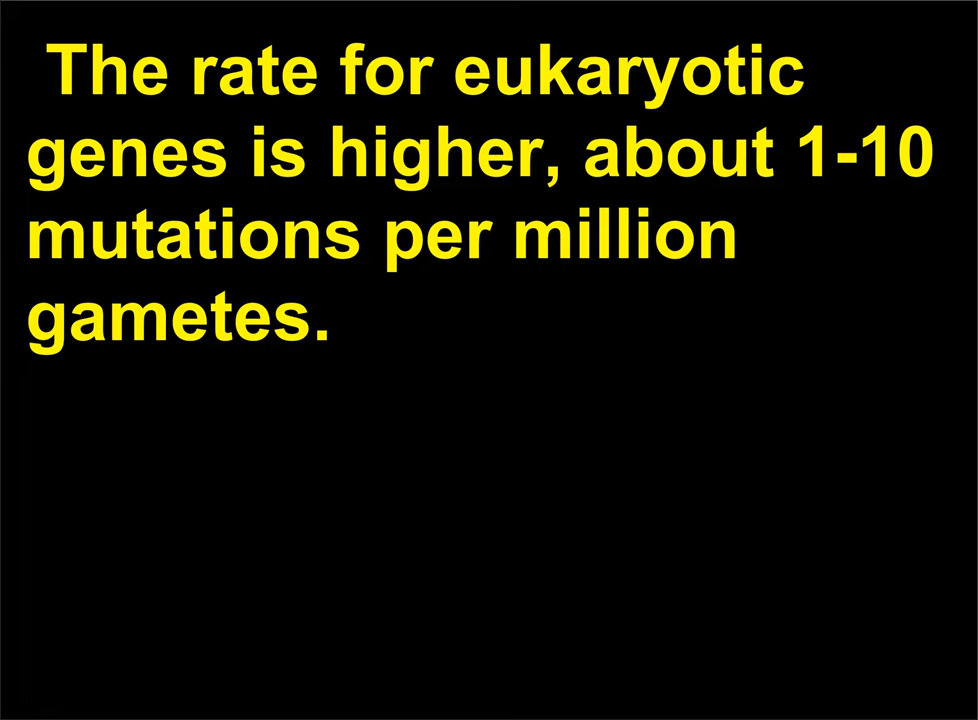 The rate for eukaryotic
genes is higher, about 1-10
mutations per million
gametes.